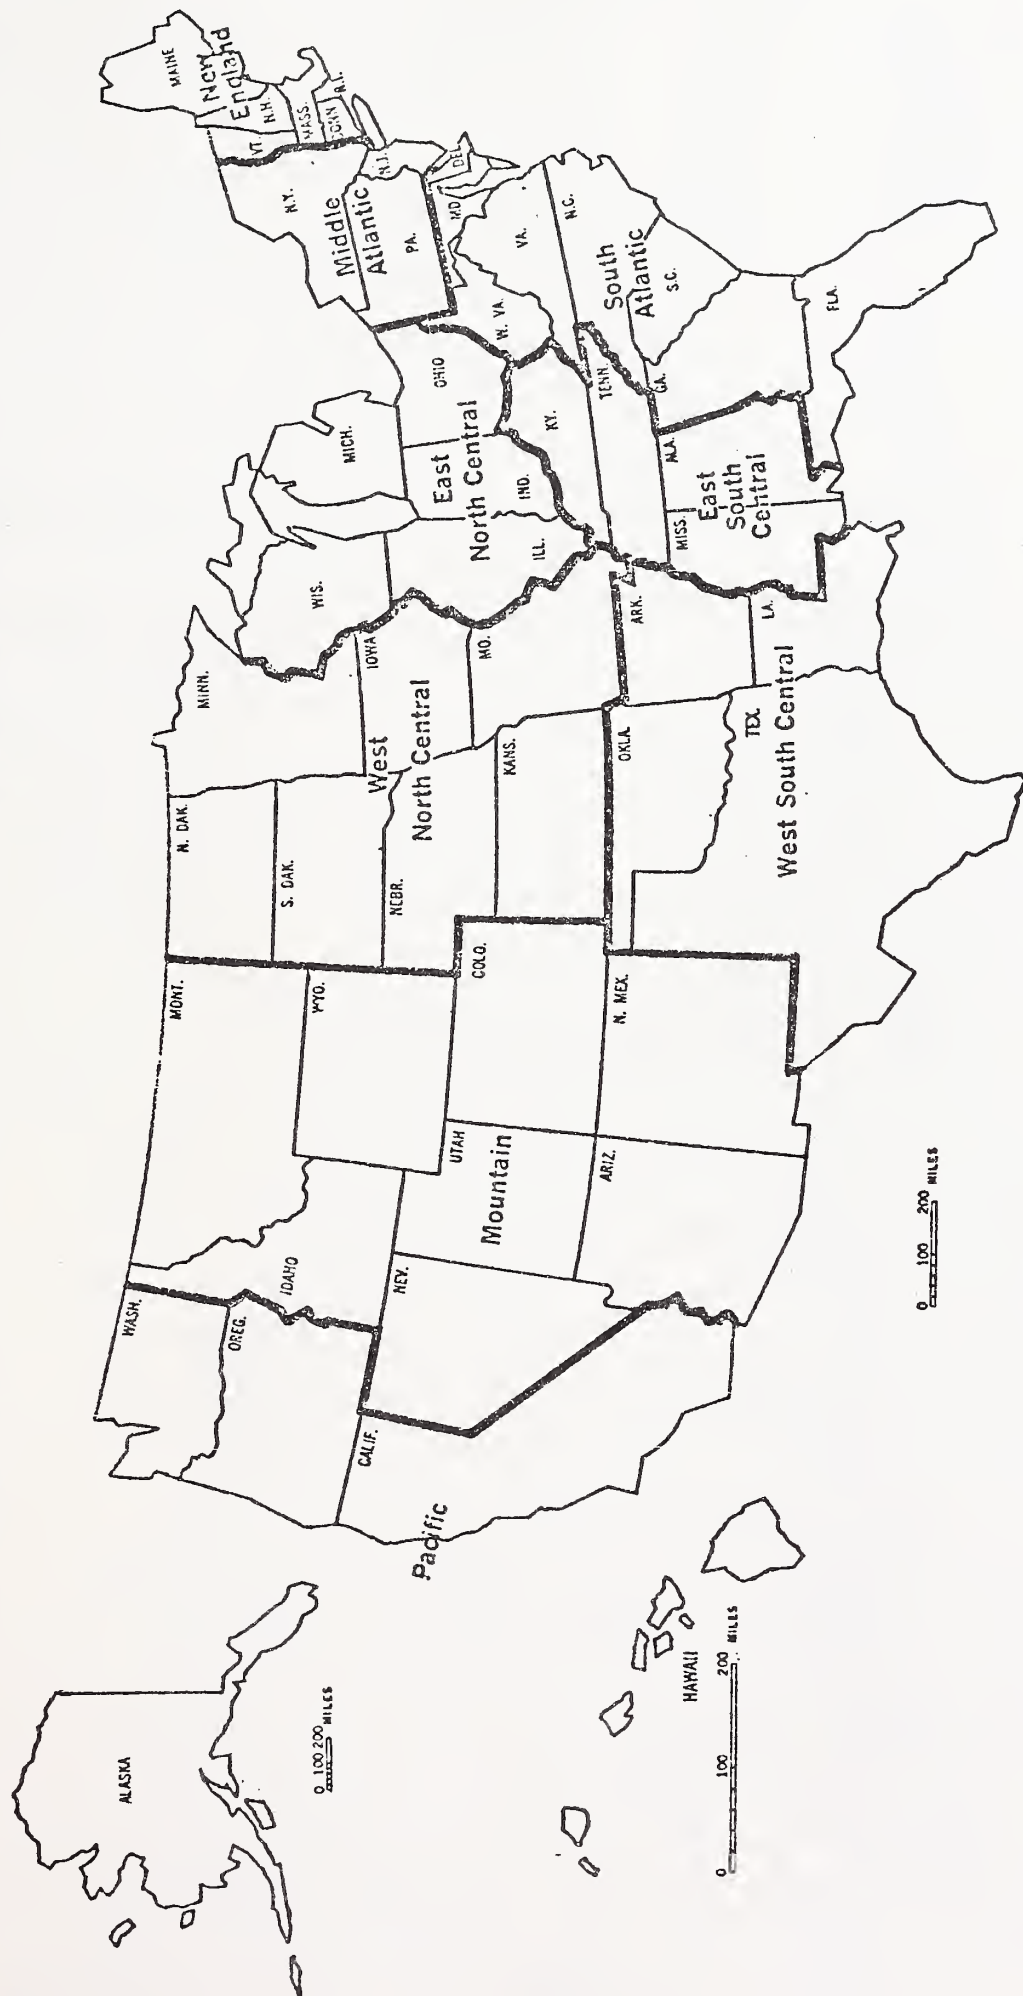 ALASKA
0 100 200
MILES
HAWAII
0 100 200
MILES
Pacific
WASH.
OREG.
CALIF.
Mountain
MONT.
IDAHO
WYO.
NEV.
UTAH
COLO.
ARIZ.
N. MEX.
West
North Central
N. DAK.
S. DAK.
NEBR.
KANS.
MINN.
IOWA
MO.
West South Central
OKLA.
TEX.
ARK.
LA.
East
North Central
WIS.
MICH.
ILL.
IND.
OHIO
East
South
Central
KY.
TENN.
MISS.
ALA.
South
Atlantic
W. VA.
MD.
DEL.
VA.
N.C.
S.C.
GA.
FLA.
Middle
Atlantic
N.Y.
PA.
N.J.
New
England
MAINE
VT.
N.H.
MASS.
CONN
R.I.
0 100 200
MILES